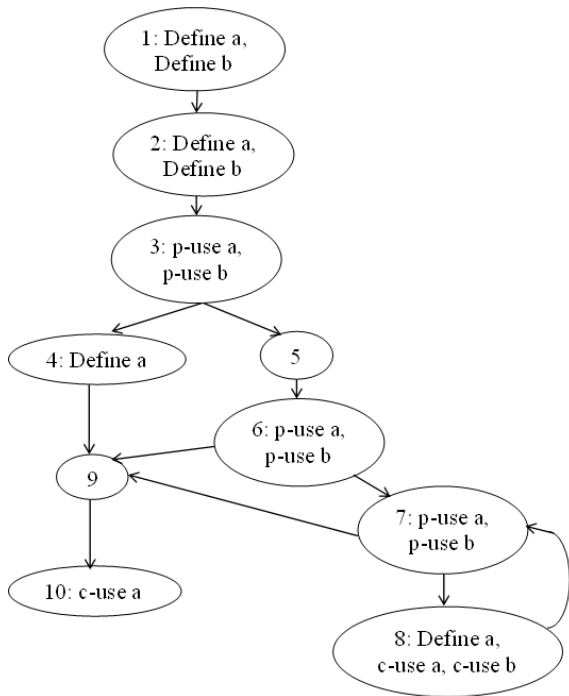 1: Define a,
Define b
2: Define a,
Define b
3: p-use a,
p-use b
4: Define a
5
6: p-use a,
p-use b
9
7: p-use a,
p-use b
10: c-use a
8: Define a,
c-use a, c-use b